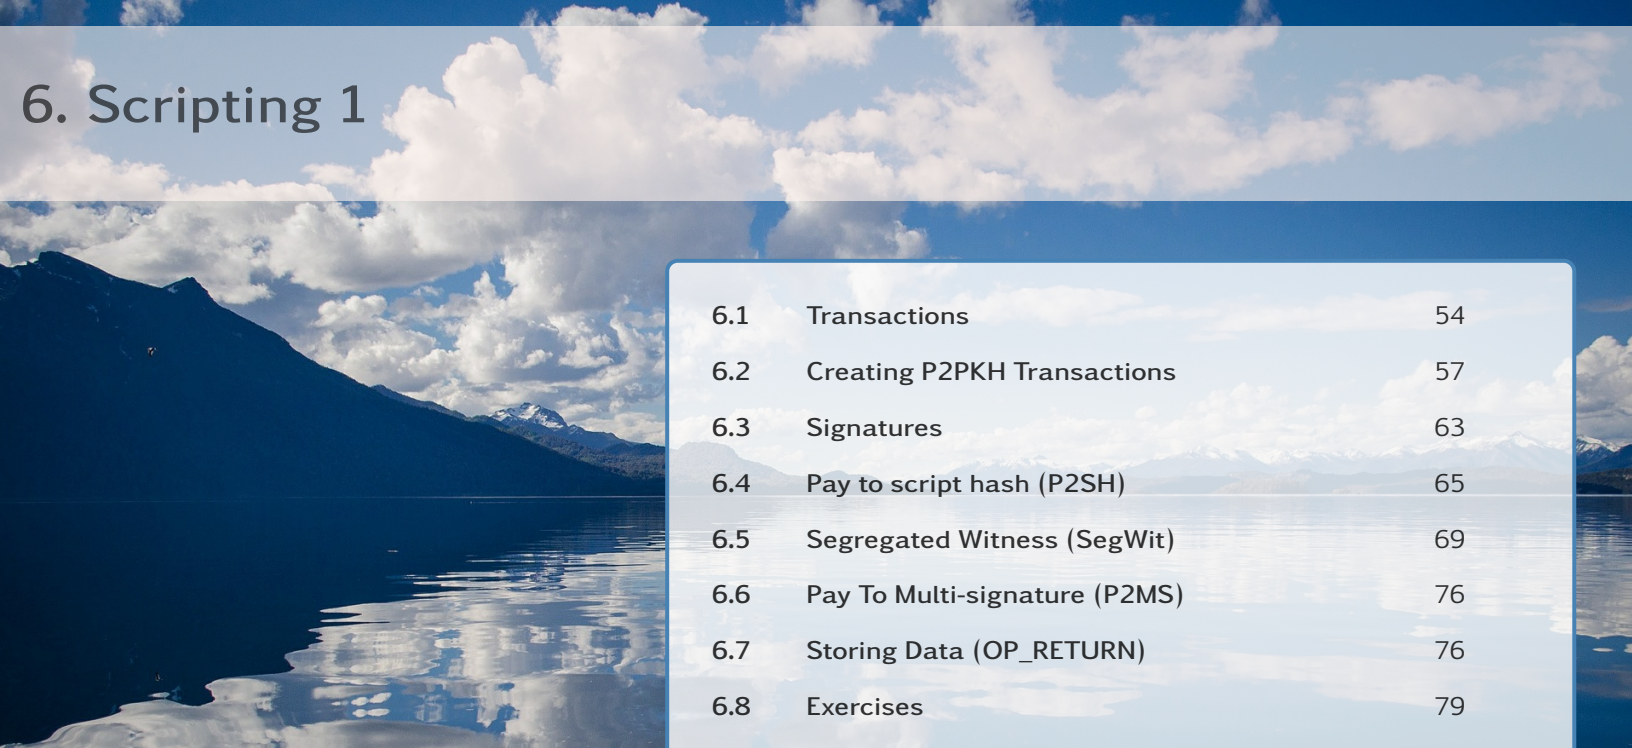 6. Scripting 1
6.1 Transactions 54
6.2 Creating P2PKH Transactions 57
6.3 Signatures 63
6.4 Pay to script hash (P2SH) 65
6.5 Segregated Witness (SegWit) 69
6.6 Pay To Multi-signature (P2MS) 76
6.7 Storing Data (OP_RETURN) 76
6.8 Exercises 79